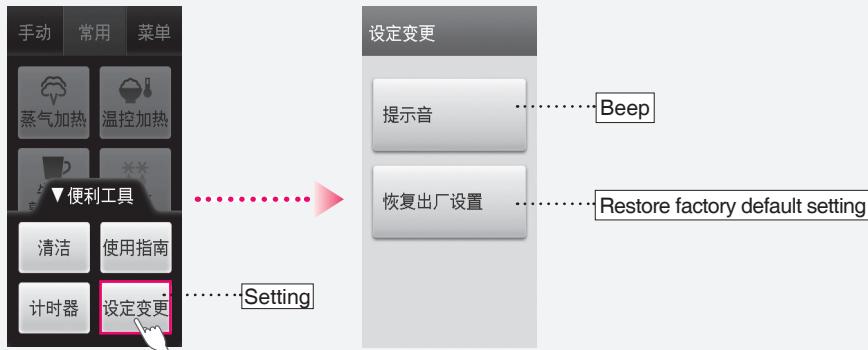 手动 常用 菜单
蒸气加热 温控加热
▼便利工具
清洁 使用指南
计时器 设定变更
Setting
设定变更
提示音
Beep
恢复出厂设置
Restore factory default setting